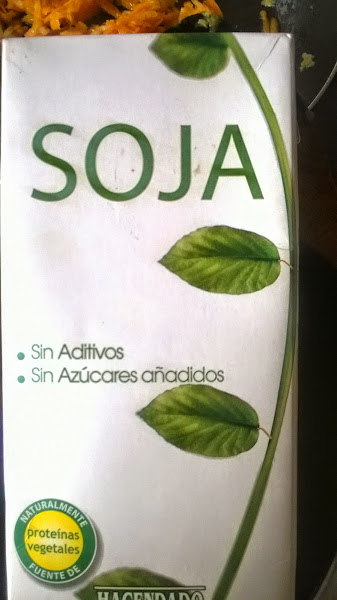 SOJA
• Sin Aditivos
• Sin Azúcares añadidos
NATURALMENTE
proteínas
vegetales
FUENTE DE
HACENDADO